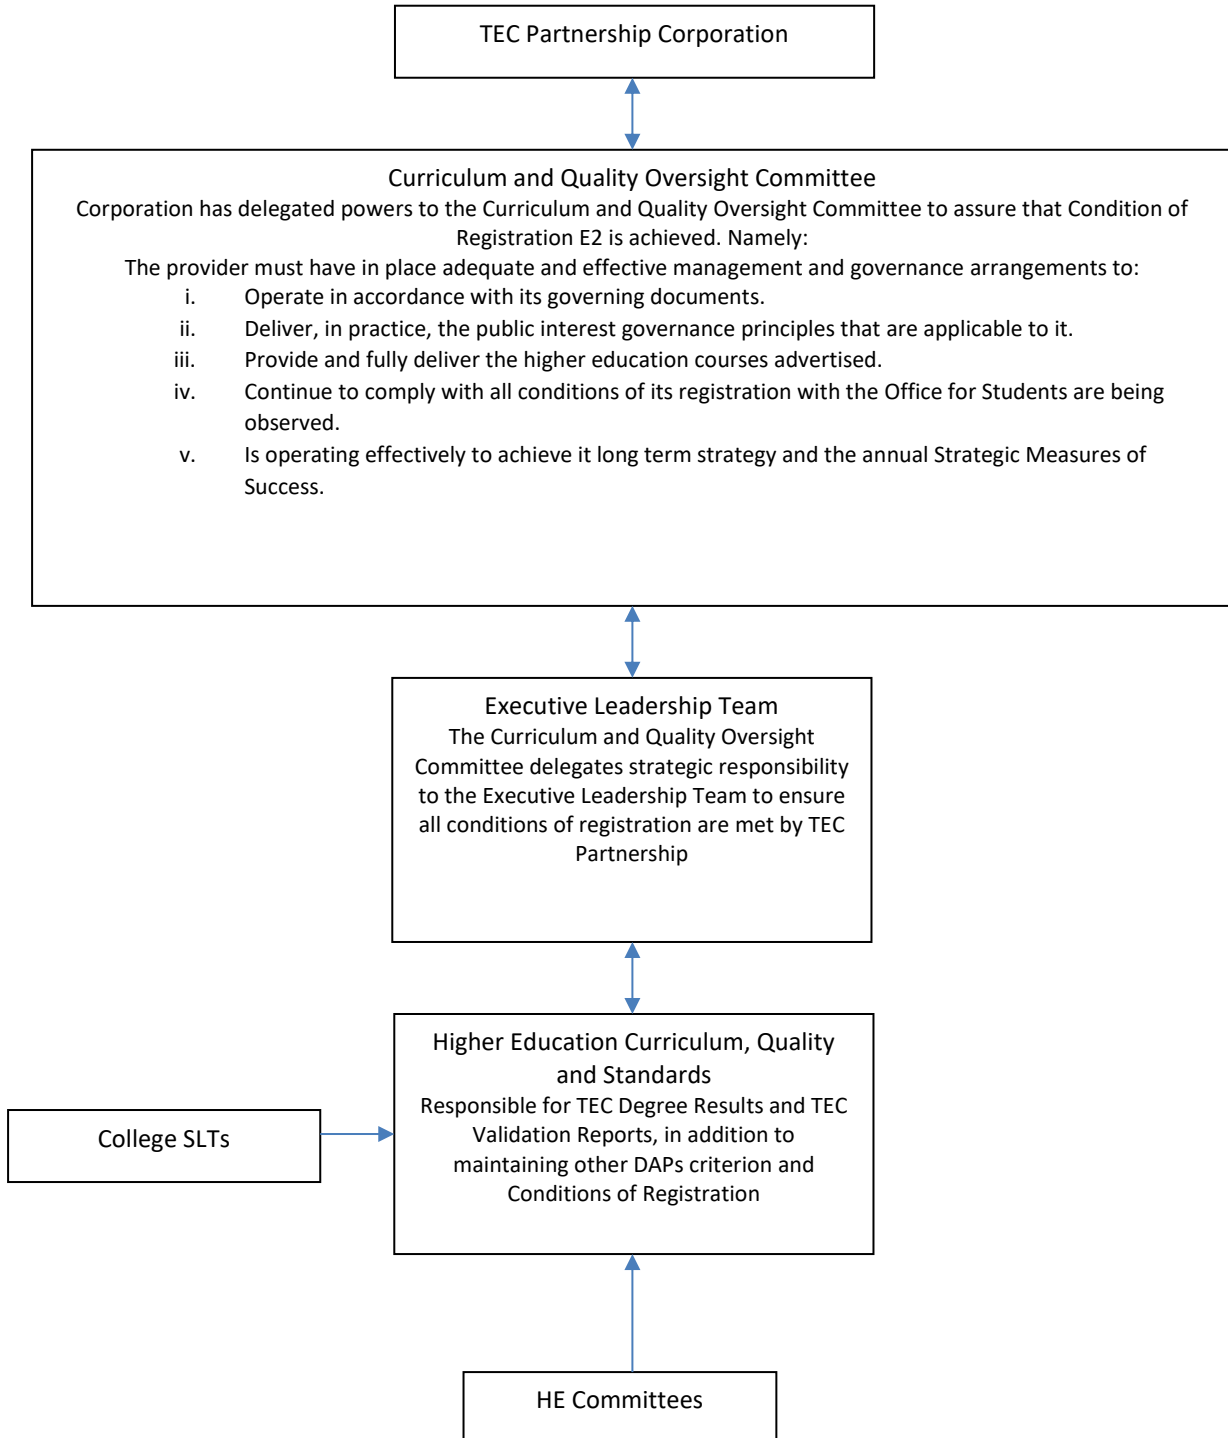 TEC Partnership Corporation
Curriculum and Quality Oversight Committee
Corporation has delegated powers to the Curriculum and Quality Oversight Committee to assure that Condition of
Registration E2 is achieved. Namely:
The provider must have in place adequate and effective management and governance arrangements to:
i. Operate in accordance with its governing documents.
ii. Deliver, in practice, the public interest governance principles that are applicable to it.
iii. Provide and fully deliver the higher education courses advertised.
iv. Continue to comply with all conditions of its registration with the Office for Students are being
observed.
v. Is operating effectively to achieve it long term strategy and the annual Strategic Measures of
Success.
Executive Leadership Team
The Curriculum and Quality Oversight
Committee delegates strategic responsibility
to the Executive Leadership Team to ensure
all conditions of registration are met by TEC
Partnership
Higher Education Curriculum, Quality
and Standards
Responsible for TEC Degree Results and TEC
Validation Reports, in addition to
maintaining other DAPs criterion and
Conditions of Registration
College SLTs
HE Committees